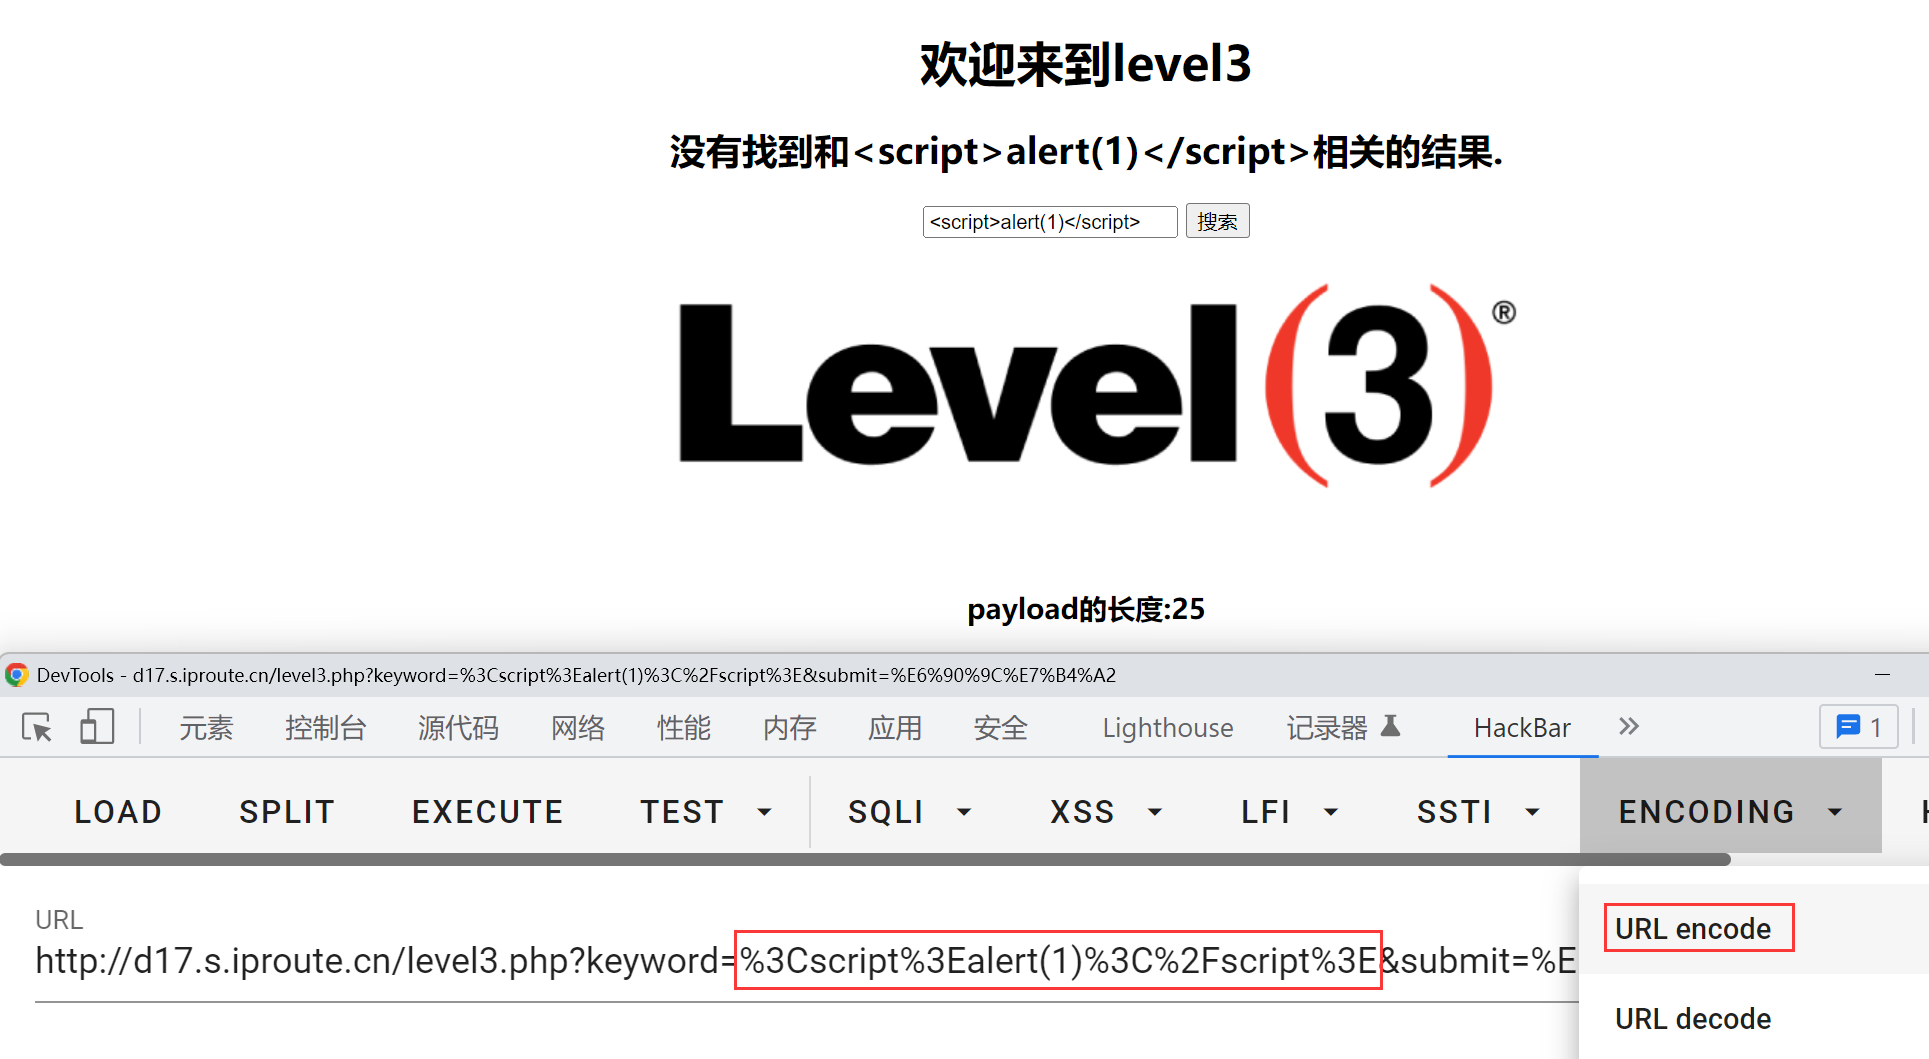 欢迎来到level3
没有找到和<script>alert(1)</script>相关的结果.
<script>alert(1)</script> 搜索
Level(3)®
payload的长度:25
DevTools - d17.s.iproute.cn/level3.php?keyword=%3Cscript%3Ealert(1)%3C%2Fscript%3E&submit=%E6%90%9C%E7%B4%A2
元素 控制台 源代码 网络 性能 内存 应用 安全 Lighthouse 记录器 HackBar 1
LOAD SPLIT EXECUTE TEST SQLI XSS LFI SSTI ENCODING
URL
http://d17.s.iproute.cn/level3.php?keyword=%3Cscript%3Ealert(1)%3C%2Fscript%3E&submit=%E
URL encode
URL decode